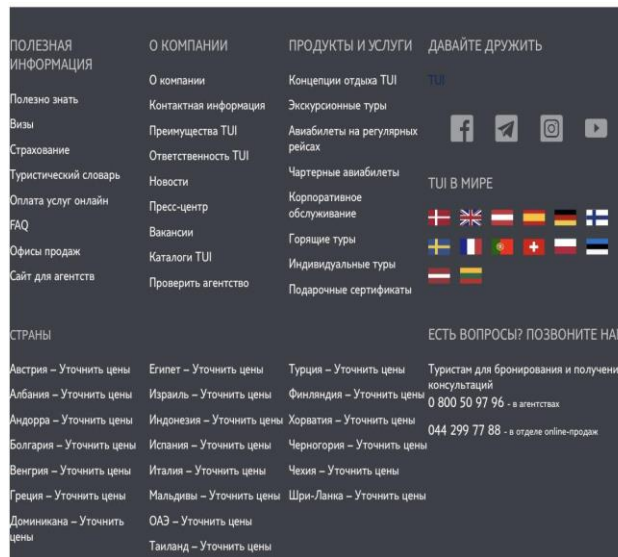 ПОЛЕЗНАЯ
ИНФОРМАЦИЯ
Полезно знать
Визы
Страхование
Туристический словарь
Оплата услуг онлайн
FAQ
Офисы продаж
Сайт для агентств
О КОМПАНИИ
О компании
Контактная информация
Преимущества TUI
Ответственность TUI
Новости
Пресс-центр
Вакансии
Каталоги TUI
Проверить агентство
ПРОДУКТЫ И УСЛУГИ
Концепции отдыха TUI
Экскурсионные туры
Авиабилеты на регулярных
рейсах
Чартерные авиабилеты
Корпоративное
обслуживание
Горящие туры
Индивидуальные туры
Подарочные сертификаты
ДАВАЙТЕ ДРУЖИТЬ
TUI
TUI В МИРЕ
СТРАНЫ
Австрия – Уточнить цены
Албания – Уточнить цены
Андорра – Уточнить цены
Болгария – Уточнить цены
Венгрия – Уточнить цены
Греция – Уточнить цены
Доминикана – Уточнить
цены
Египет – Уточнить цены
Израиль – Уточнить цены
Индонезия – Уточнить цены
Испания – Уточнить цены
Италия – Уточнить цены
Мальдивы – Уточнить цены
ОАЭ – Уточнить цены
Таиланд – Уточнить цены
Турция – Уточнить цены
Финляндия – Уточнить цены
Хорватия – Уточнить цены
Черногория – Уточнить цены
Чехия – Уточнить цены
Шри-Ланка – Уточнить цены
ЕСТЬ ВОПРОСЫ? ПОЗВОНИТЕ НА
Туристам для бронирования и получени
консультаций
0 800 50 97 96 - в агентствах
044 299 77 88 - в отделе online-продаж